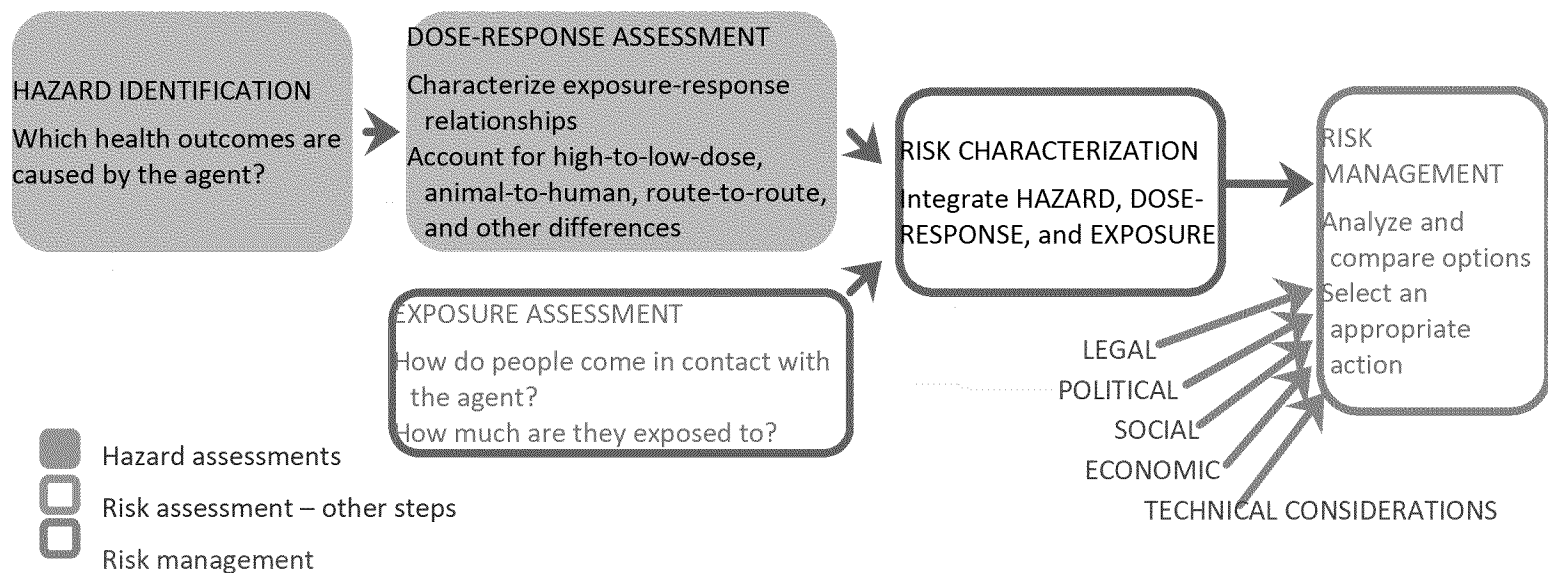 HAZARD IDENTIFICATION
Which health outcomes are
caused by the agent?
DOSE-RESPONSE ASSESSMENT
Characterize exposure-response
relationships
Account for high-to-low-dose,
animal-to-human, route-to-route,
and other differences
EXPOSURE ASSESSMENT
How do people come in contact with
the agent?
How much are they exposed to?
RISK CHARACTERIZATION
Integrate HAZARD, DOSE-
RESPONSE, and EXPOSURE
RISK
MANAGEMENT
Analyze and
compare options
Select an
appropriate
action
LEGAL
POLITICAL
SOCIAL
ECONOMIC
TECHNICAL CONSIDERATIONS
Hazard assessments
Risk assessment – other steps
Risk management